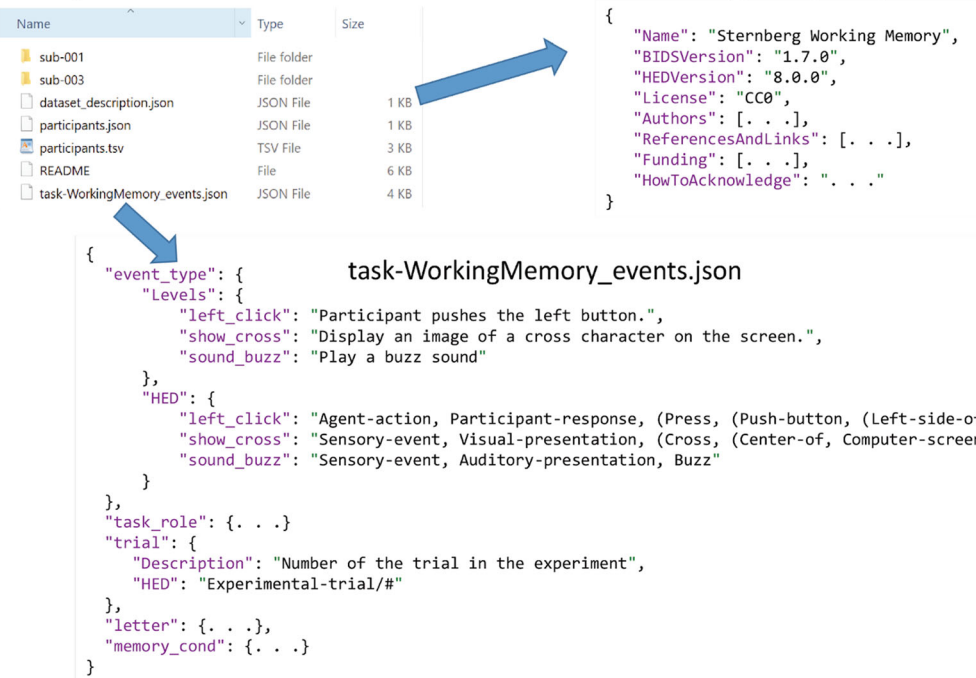 Name Type Size
sub-001 File folder
sub-003 File folder
dataset_description.json JSON File 1 KB
participants.json JSON File 1 KB
participants.tsv TSV File 3 KB
README File 6 KB
task-WorkingMemory_events.json JSON File 4 KB
{
"Name": "Sternberg Working Memory",
"BIDSVersion": "1.7.0",
"HEDVersion": "8.0.0",
"License": "CC0",
"Authors": [. . .],
"ReferencesAndLinks": [. . .],
"Funding": [. . .],
"HowToAcknowledge": ". . ."
}
task-WorkingMemory_events.json
{
"event_type": {
"Levels": {
"left_click": "Participant pushes the left button.",
"show_cross": "Display an image of a cross character on the screen.",
"sound_buzz": "Play a buzz sound"
},
"HED": {
"left_click": "Agent-action, Participant-response, (Press, (Push-button, (Left-side-o
"show_cross": "Sensory-event, Visual-presentation, (Cross, (Center-of, Computer-scree
"sound_buzz": "Sensory-event, Auditory-presentation, Buzz"
}
},
"task_role": {. . .}
"trial": {
"Description": "Number of the trial in the experiment",
"HED": "Experimental-trial/#"
},
"letter": {. . .},
"memory_cond": {. . .}
}